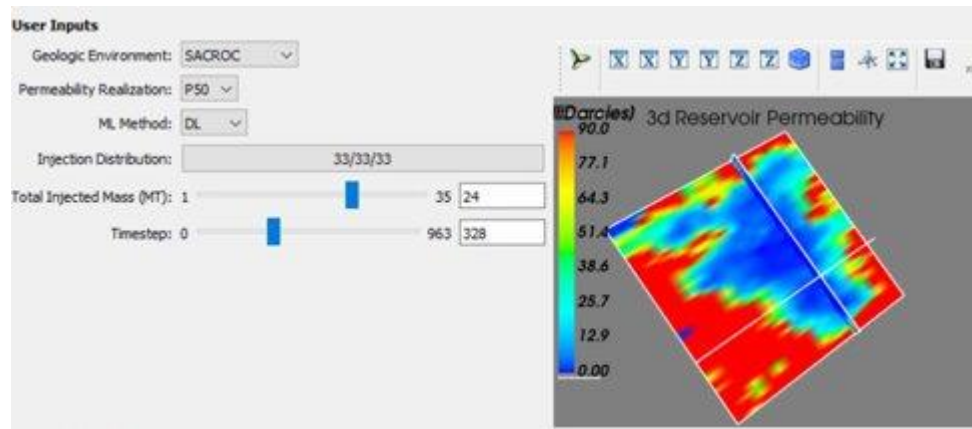 User Inputs
Geologic Environment: SACROC
Permeability Realization: P50
ML Method: DL
Injection Distribution: 33/33/33
Total Injected Mass (MT): 1 35 24
Timestep: 0 963 328
X X Y Y Z Z
Darcies) 3d Reservoir Permeability
90.0
77.1
64.3
51.4
38.6
25.7
12.9
0.00